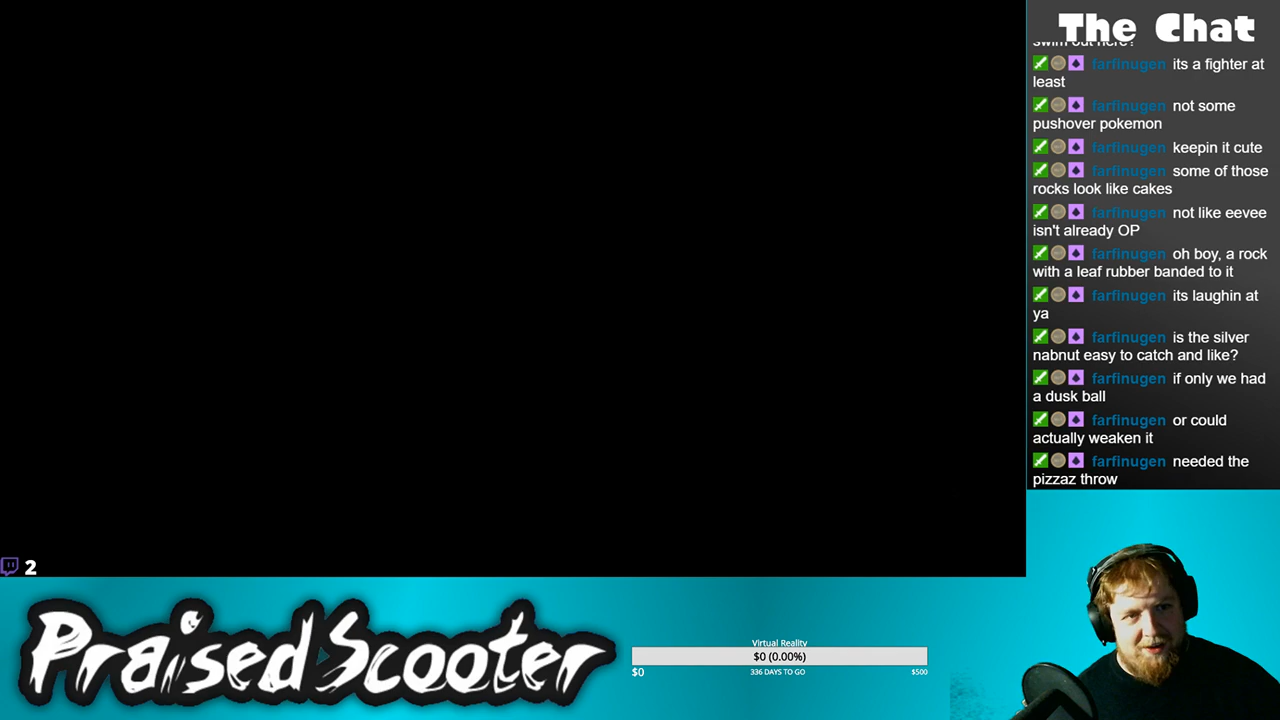 The Chat
swim out here?
farfinugen its a fighter at
least
farfinugen not some
pushover pokemon
farfinugen keepin it cute
farfinugen some of those
rocks look like cakes
farfinugen not like eevee
isn't already OP
farfinugen oh boy, a rock
with a leaf rubber banded to it
farfinugen its laughin at
ya
farfinugen is the silver
nabnut easy to catch and like?
farfinugen if only we had
a dusk ball
farfinugen or could
actually weaken it
farfinugen needed the
pizzaz throw
2
PraisedScooter
Virtual Reality
$0 (0.00%)
$0 336 DAYS TO GO $500